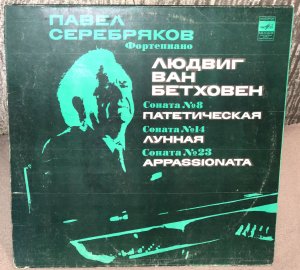 ПАВЕЛ
СЕРЕБРЯКОВ
Фортепиано
ЛЮДВИГ
ВАН
БЕТХОВЕН
Соната №8
ПАТЕТИЧЕСКАЯ
Соната №14
ЛУННАЯ
Соната №23
APPASSIONATA